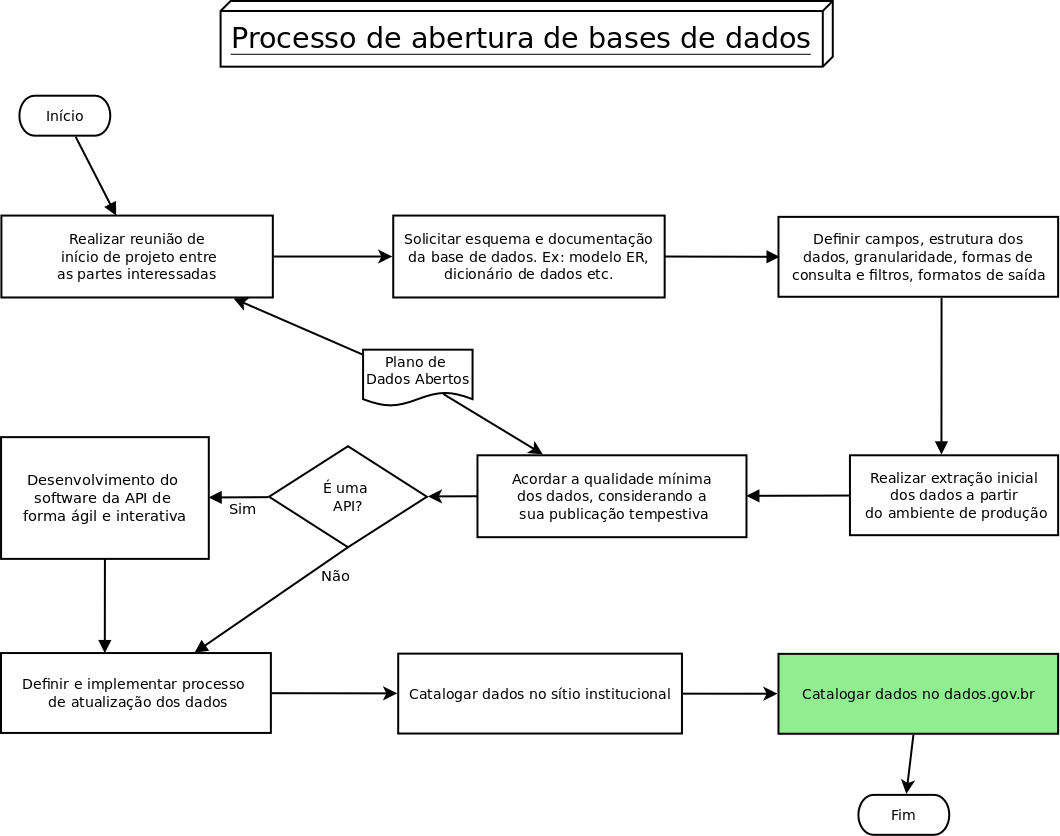 Processo de abertura de bases de dados
Início
Realizar reunião de
início de projeto entre
as partes interessadas
Solicitar esquema e documentação
da base de dados. Ex: modelo ER,
dicionário de dados etc.
Definir campos, estrutura dos
dados, granularidade, formas de
consulta e filtros, formatos de saída
Plano de
Dados Abertos
Realizar extração inicial
dos dados a partir
do ambiente de produção
Acordar a qualidade mínima
dos dados, considerando a
sua publicação tempestiva
É uma
API?
Sim
Não
Desenvolvimento do
software da API de
forma ágil e interativa
Definir e implementar processo
de atualização dos dados
Catalogar dados no sítio institucional
Catalogar dados no dados.gov.br
Fim